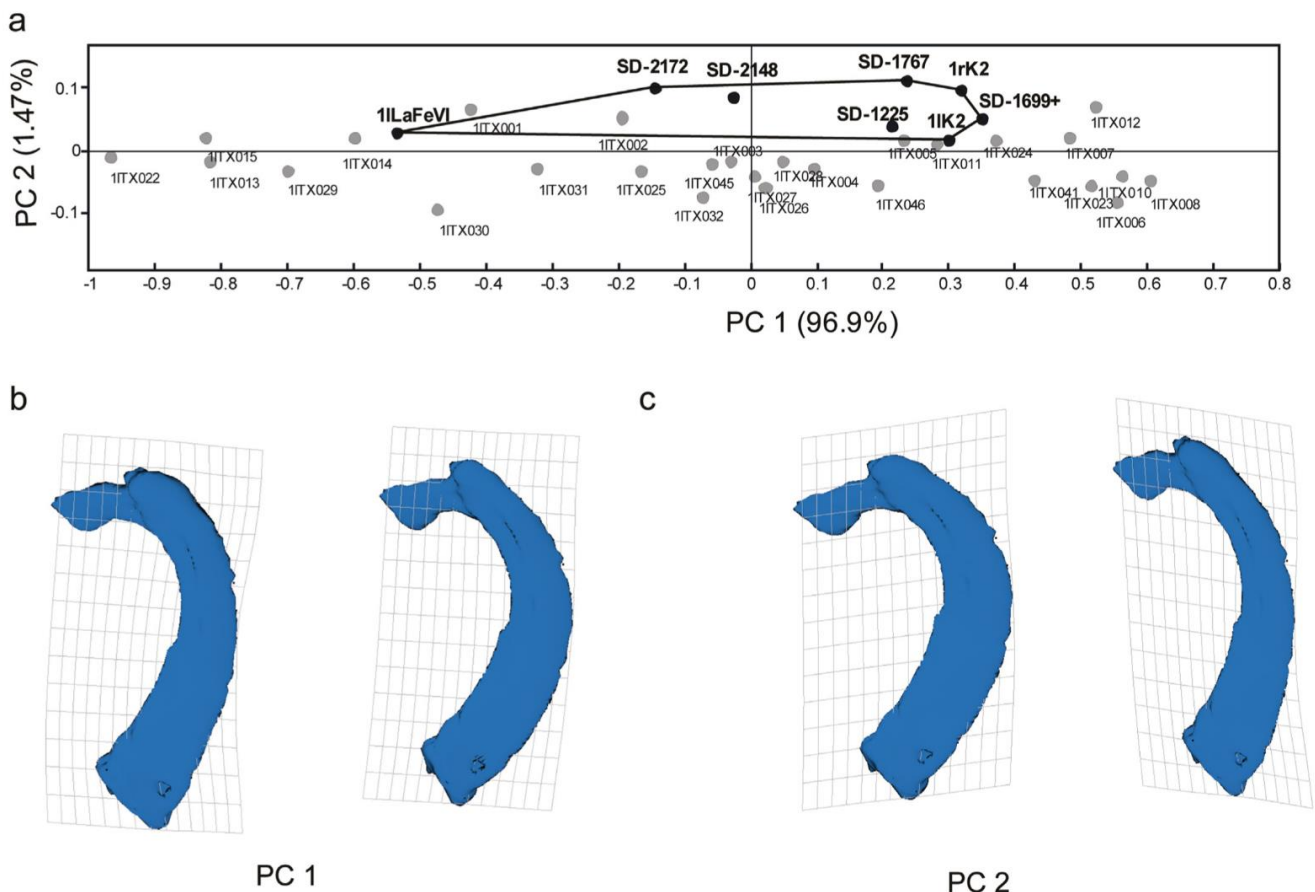 a
PC 2 (1.47%)
0.1
0
-0.1
SD-2172
SD-2148
SD-1767
1rK2
1lLaFeVI
SD-1225
1lK2
SD-1699+
1ITX001
1ITX002
1ITX003
1ITX005
1ITX011
1ITX024
1ITX007
1ITX012
1ITX022
1ITX015
1ITX013
1ITX029
1ITX014
1ITX030
1ITX031
1ITX025
1ITX045
1ITX032
1ITX028
1ITX027
1ITX026
1ITX004
1ITX046
1ITX041
1ITX023
1ITX010
1ITX006
1ITX008
-1 -0.9 -0.8 -0.7 -0.6 -0.5 -0.4 -0.3 -0.2 -0.1 0 0.1 0.2 0.3 0.4 0.5 0.6 0.7 0.8
PC 1 (96.9%)
b
c
PC 1
PC 2